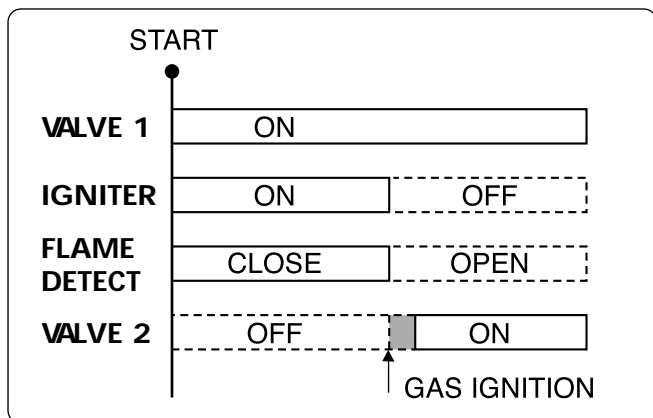 START
VALVE 1 ON
IGNITER ON OFF
FLAME
DETECT CLOSE OPEN
VALVE 2 OFF ON
GAS IGNITION